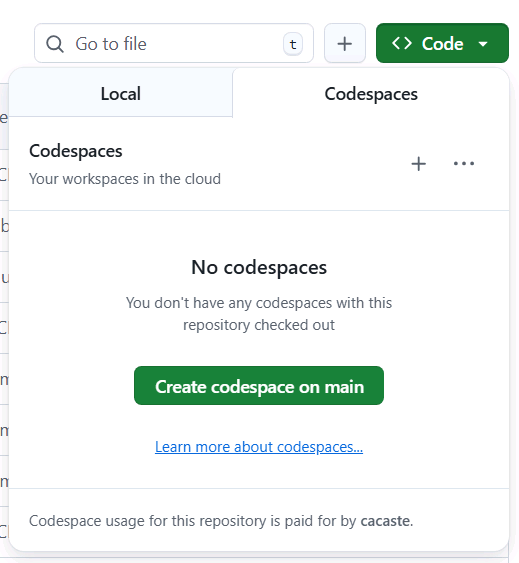 Go to file
t
Code
Local
Codespaces
Codespaces
Your workspaces in the cloud
No codespaces
You don't have any codespaces with this
repository checked out
Create codespace on main
Learn more about codespaces...
Codespace usage for this repository is paid for by cacaste.